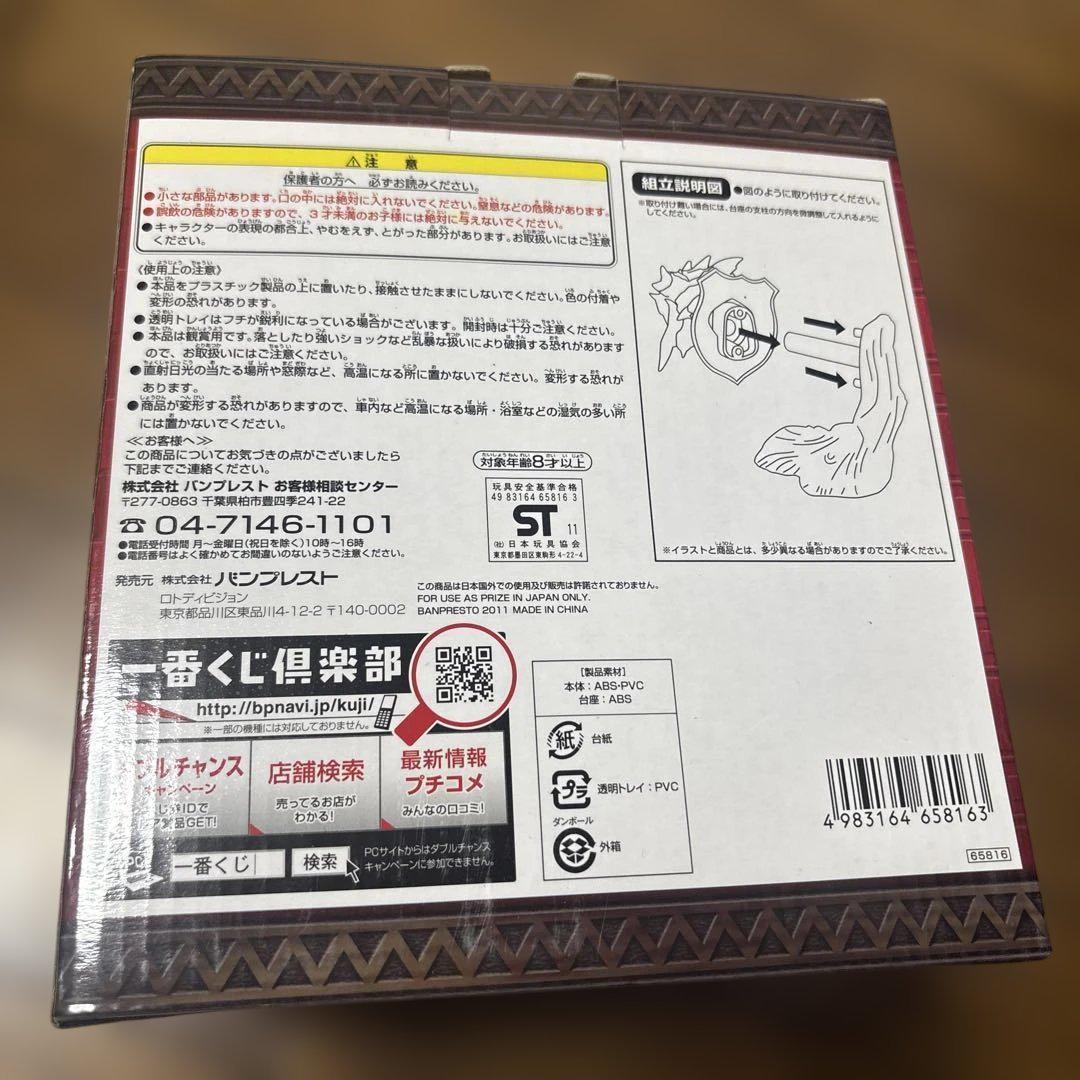 ⚠注意
保護者の方へ 必ずお読みください。
●小さな部品があります。口の中には絶対に入れないでください。窒息などの危険があります。
●誤飲の危険がありますので、3才未満のお子様には絶対に与えないでください。
●キャラクターの表現の都合上、やむをえず、とがった部分があります。お取扱いにはご注意
ください。
《使用上の注意》
●本品をプラスチック製品の上に置いたり、接触させたままにしないでください。色の付着や
変形の恐れがあります。
●透明トレイはフチが鋭利になっている場合がございます。開封時は十分ご注意ください。
●本品は観賞用です。落としたり強いショックなど乱暴な扱いにより破損する恐れがあります
ので、お取扱いにはご注意ください。
●直射日光の当たる場所や窓際など、高温になる所に置かないでください。変形する恐れが
あります。
●商品が変形する恐れがありますので、車内など高温になる場所・浴室などの湿気の多い所
には置かないでください。
≪お客様へ≫
この商品についてお気づきの点がございましたら
下記までご連絡ください。
株式会社 バンプレスト お客様相談センター
〒277-0863 千葉県柏市豊四季241-22
☎04-7146-1101
●電話受付時間 月～金曜日(祝日を除く)10時～16時
●電話番号はよく確かめてお間違いのないようご注意ください。
対象年齢8才以上
玩具安全基準合格
49 83164 65816 3
ST 11
(社)日本玩具協会
東京都墨田区東駒形4-22-4
発売元 株式会社 バンプレスト
ロトディビジョン
東京都品川区東品川4-12-2 〒140-0002
この商品は日本国外での使用及び販売は許諾されておりません。
FOR USE AS PRIZE IN JAPAN ONLY.
BANPRESTO 2011 MADE IN CHINA
組立説明図
●図のように取り付けてください。
※取り付け難い場合には、台座の支柱の方向を微調整して入れるように
してください。
※イラストと商品とは、多少異なる場合がありますのでご了承ください。
一番くじ倶楽部
http://bpnavi.jp/kuji/
※一部の機種には対応しておりません。
ブルチャンス
キャンペーン
IDで
品GET!
店舗検索
売ってるお店が
わかる!
最新情報
プチコメ
みんなの口コミ!
PC
一番くじ
検索
PCサイトからはダブルチャンス
キャンペーンに参加できません。
【製品素材】
本体：ABS・PVC
台座：ABS
紙 台紙
プラ 透明トレイ：PVC
ダンボール
外箱
4 983164 658163
65816